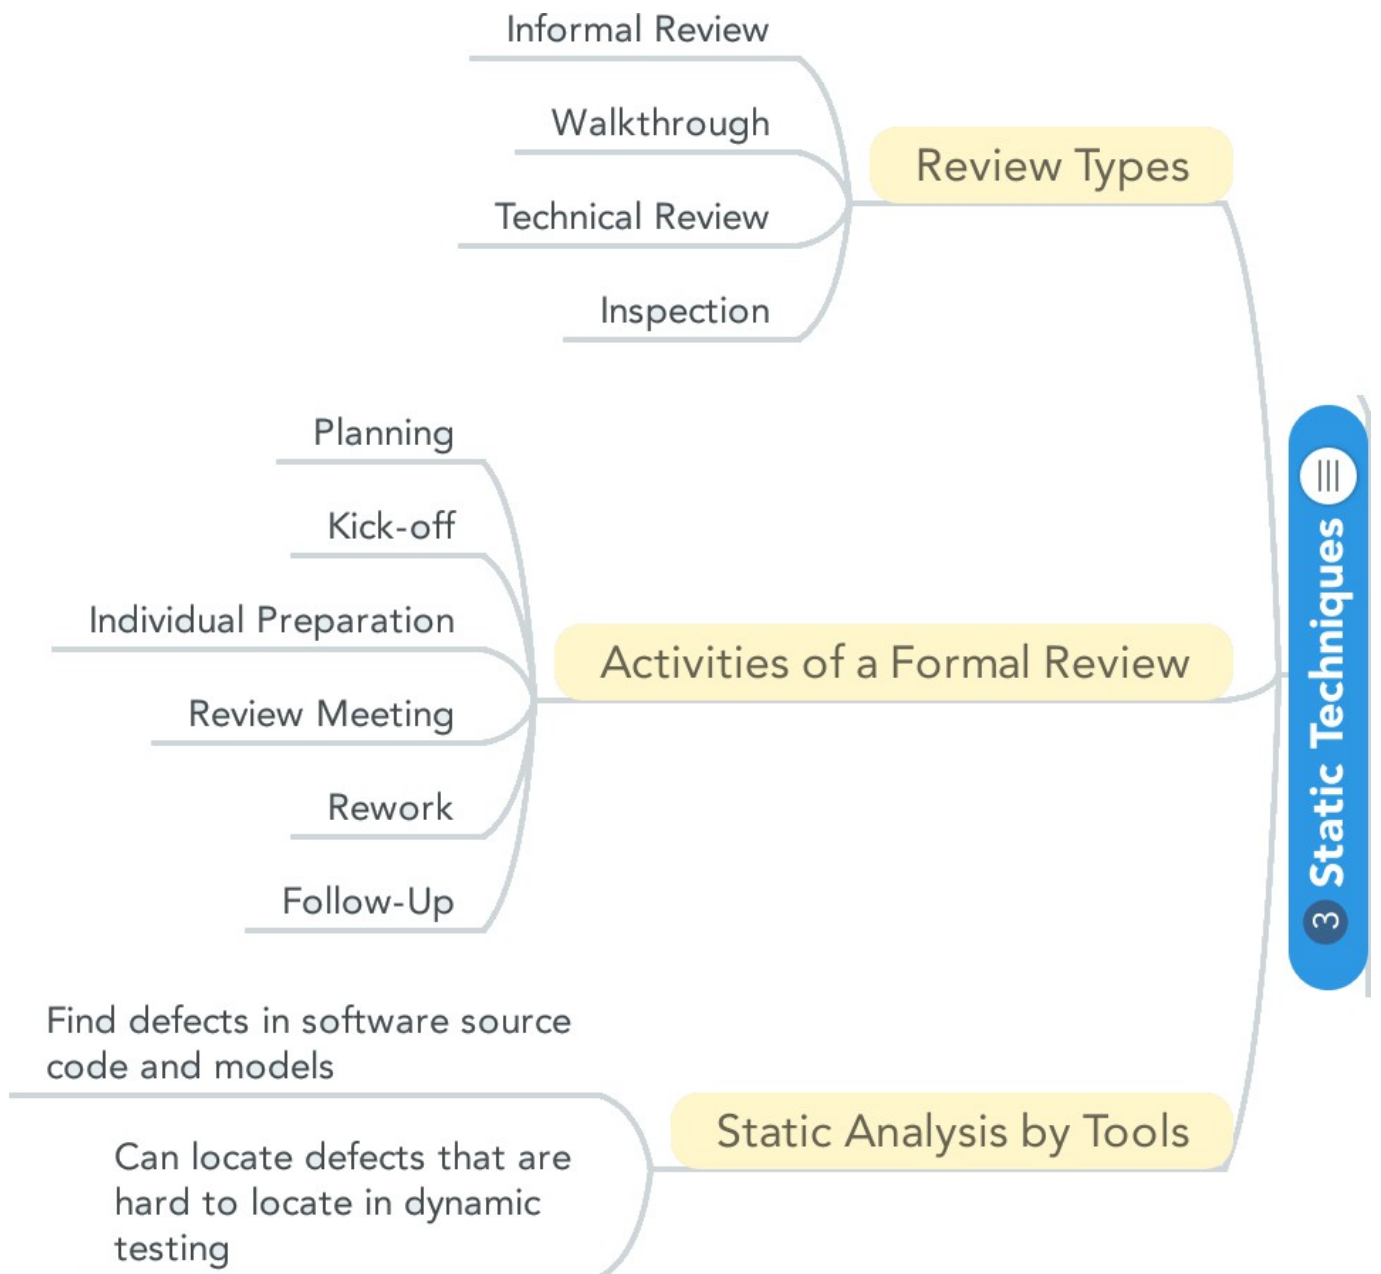 Informal Review
Walkthrough
Technical Review
Inspection
Review Types
Planning
Kick-off
Individual Preparation
Review Meeting
Rework
Follow-Up
Activities of a Formal Review
Find defects in software source
code and models
Can locate defects that are
hard to locate in dynamic
testing
Static Analysis by Tools
3 Static Techniques